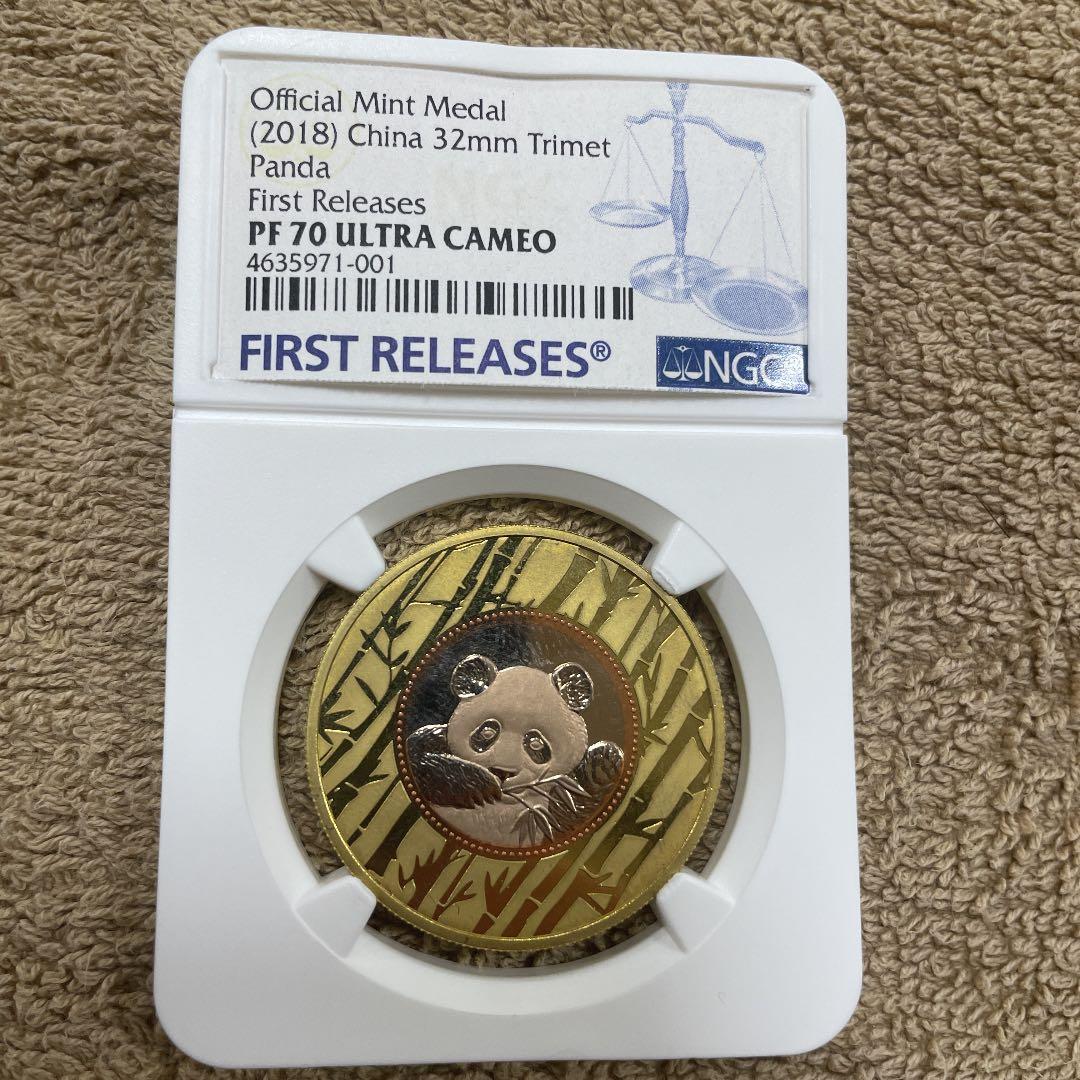 Official Mint Medal
(2018) China 32mm Trimet
Panda
First Releases
PF 70 ULTRA CAMEO
4635971-001
FIRST RELEASES®
NGC